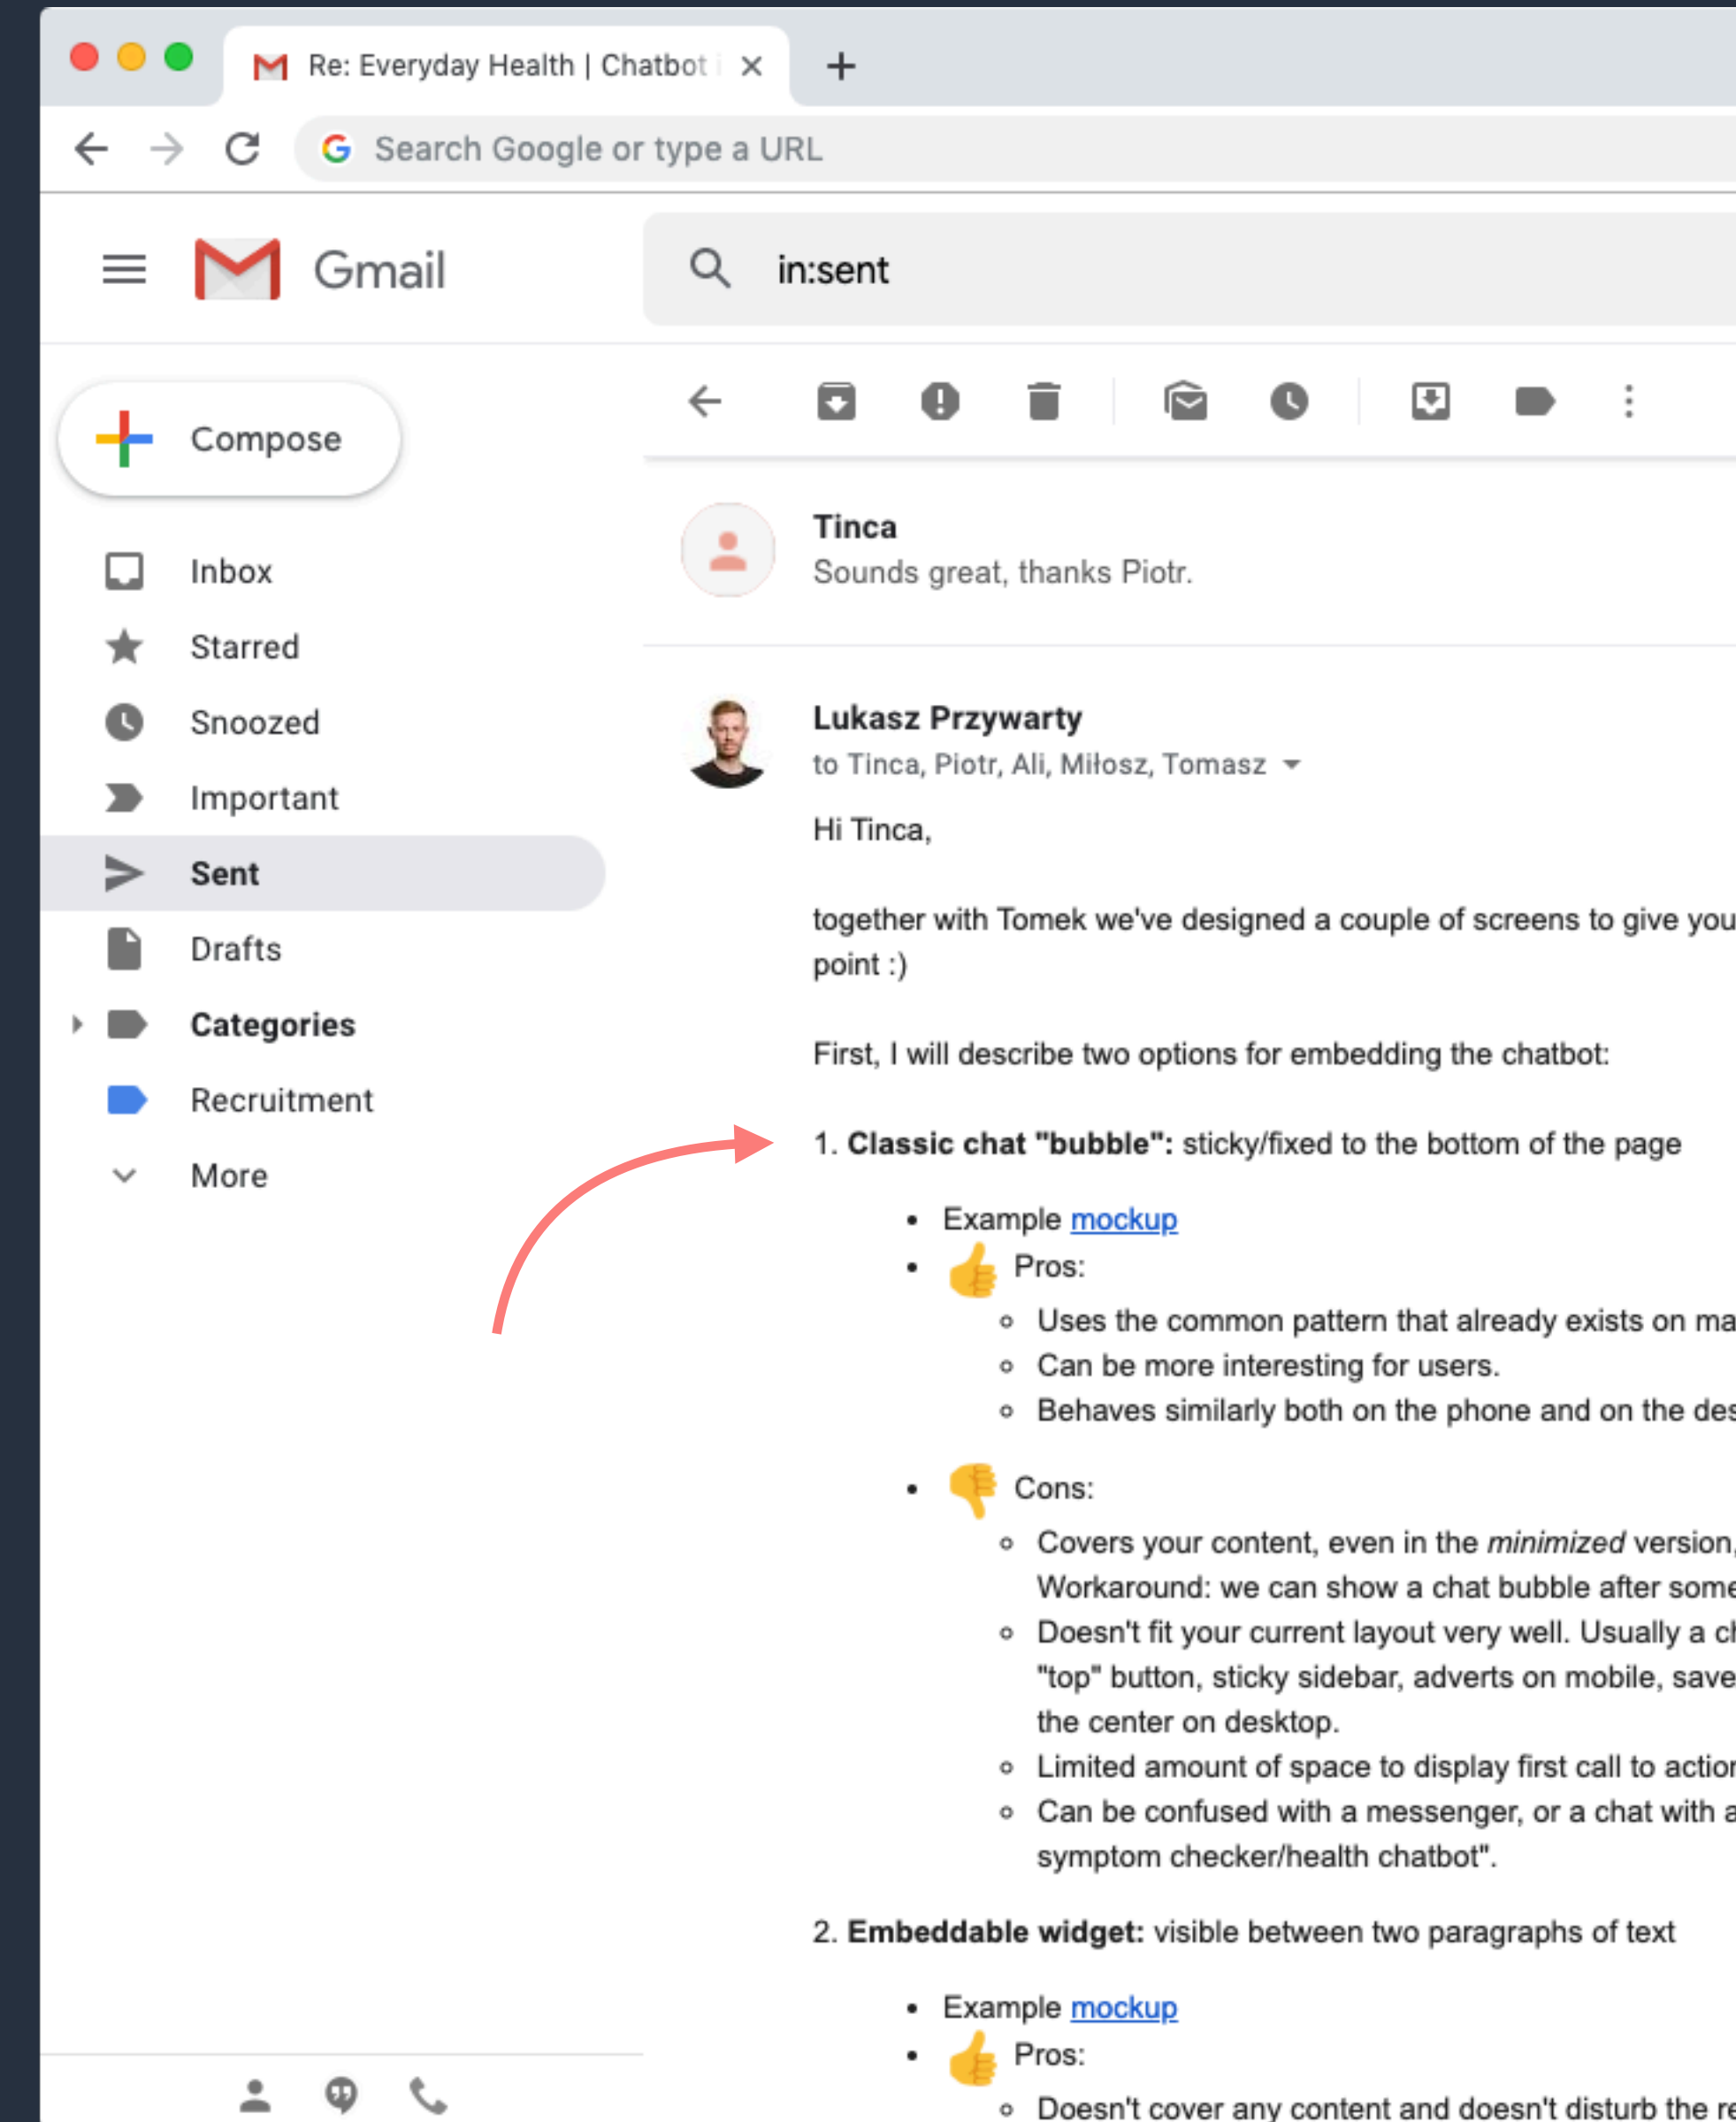 Re: Everyday Health | Chatbot
Search Google or type a URL
Gmail
in:sent
Compose
Inbox
Starred
Snoozed
Important
Sent
Drafts
Categories
Recruitment
More
Tinca
Sounds great, thanks Piotr.
Lukasz Przywarty
to Tinca, Piotr, Ali, Miłosz, Tomasz
Hi Tinca,
together with Tomek we've designed a couple of screens to give you
point :)
First, I will describe two options for embedding the chatbot:
1. Classic chat "bubble": sticky/fixed to the bottom of the page
• Example mockup
• 👍 Pros:
◦ Uses the common pattern that already exists on
◦ Can be more interesting for users.
◦ Behaves similarly both on the phone and on the
• 👎 Cons:
◦ Covers your content, even in the minimized version,
Workaround: we can show a chat bubble after some
◦ Doesn't fit your current layout very well. Usually a
"top" button, sticky sidebar, adverts on mobile, save
the center on desktop.
◦ Limited amount of space to display first call to action
◦ Can be confused with a messenger, or a chat with a
symptom checker/health chatbot".
2. Embeddable widget: visible between two paragraphs of text
• Example mockup
• 👍 Pros:
◦ Doesn't cover any content and doesn't disturb the